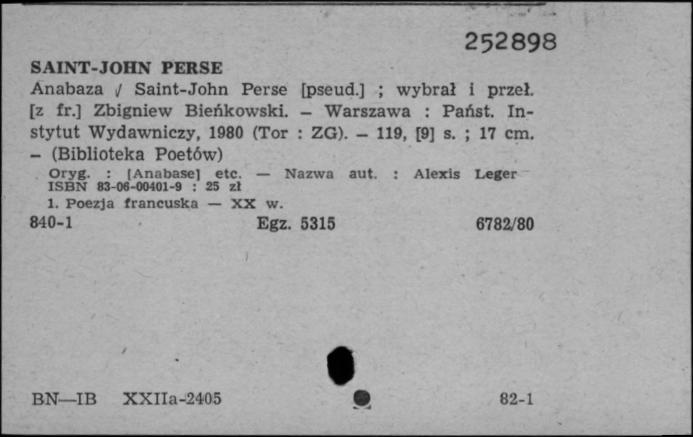 252898
SAINT-JOHN PERSE
Anabaza / Saint-John Perse [pseud.] ; wybrał i przeł.
[z fr.] Zbigniew Bieńkowski. — Warszawa : Państ. In-
stytut Wydawniczy, 1980 (Tor : ZG). — 119, [9] s. ; 17 cm.
— (Biblioteka Poetów)
Oryg. : [Anabase] etc. — Nazwa aut. : Alexis Leger
ISBN 83-06-00401-9 : 25 zł
1. Poezja francuska — XX w.
840-1 Egz. 5315 6782/80
BN—IB XXIIa-2405 82-1